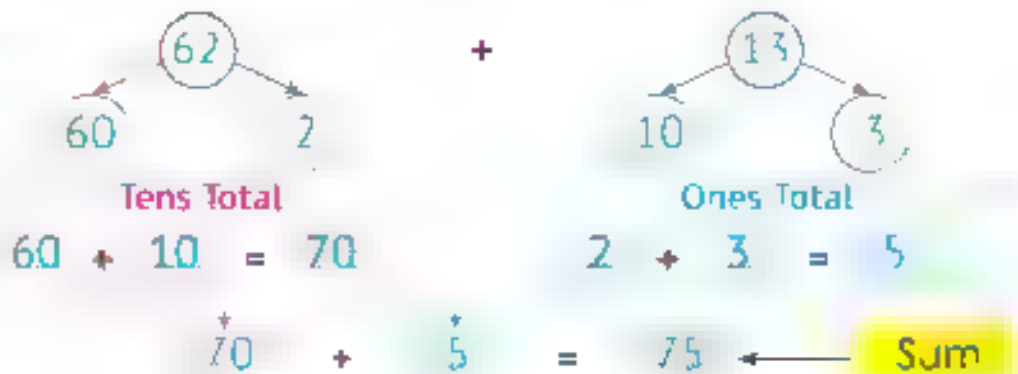 62 + 13
60 2 10 3
Tens Total Ones Total
60 + 10 = 70 2 + 3 = 5
70 + 5 = 75 Sum